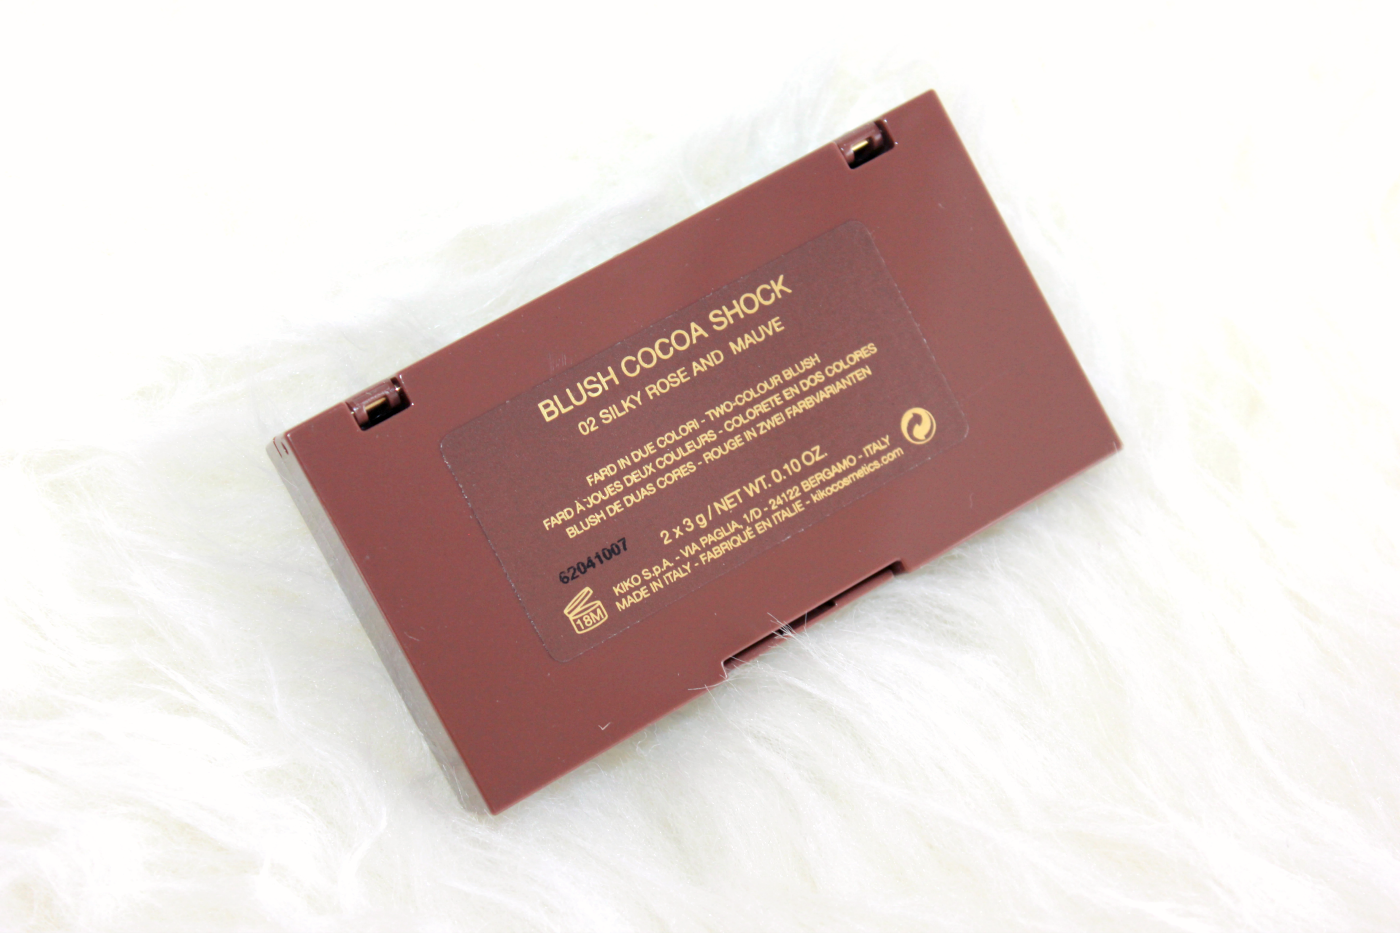 BLUSH COCOA SHOCK
02 SILKY ROSE AND MAUVE
FARD IN DUE COLORI - TWO-COLOUR BLUSH
FARD À JOUES DEUX COULEURS - COLORETE EN DOS COLORES
BLUSH DE DUAS CORES - ROUGE IN ZWEI FARBVARIANTEN
2 x 3 g / NET WT. 0.10 OZ.
62041007
KIKO S.p.A. - VIA PAGLIA, 1/D - 24122 BERGAMO - ITALY
MADE IN ITALY - FABRIQUÉ EN ITALIE - kikocosmetics.com
18M